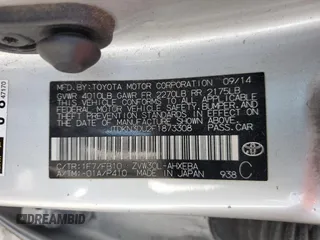 MFD.BY:TOYOTA MOTOR CORPORATION 09/14
GVWR 4010LB GAWR FR 2270LB RR 2175LB
THIS VEHICLE CONFORMS TO ALL APPLICABLE
FEDERAL MOTOR VEHICLE SAFETY,
BUMPER, AND THEFT PREVENTION STANDARDS
IN EFFECT ON THE DATE OF
MANUFACTURE SHOWN ABOVE.
JTDKN3DU2F1873308 PASS.CAR
C/TR:1F7/FB10 ZVW30L-AHXEBA
A/TM:-01A/P410 MADE IN JAPAN 938 C
47170
DREAMBID